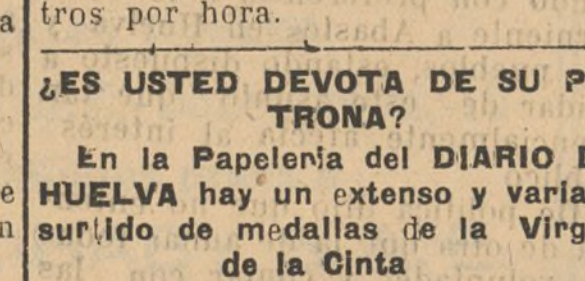 tros por hora.
¿ES USTED DEVOTA DE SU P
TRONA?
En la Papelería del DIARIO
HUELVA hay un extenso y varia
surtido de medallas de la Virg
de la Cinta